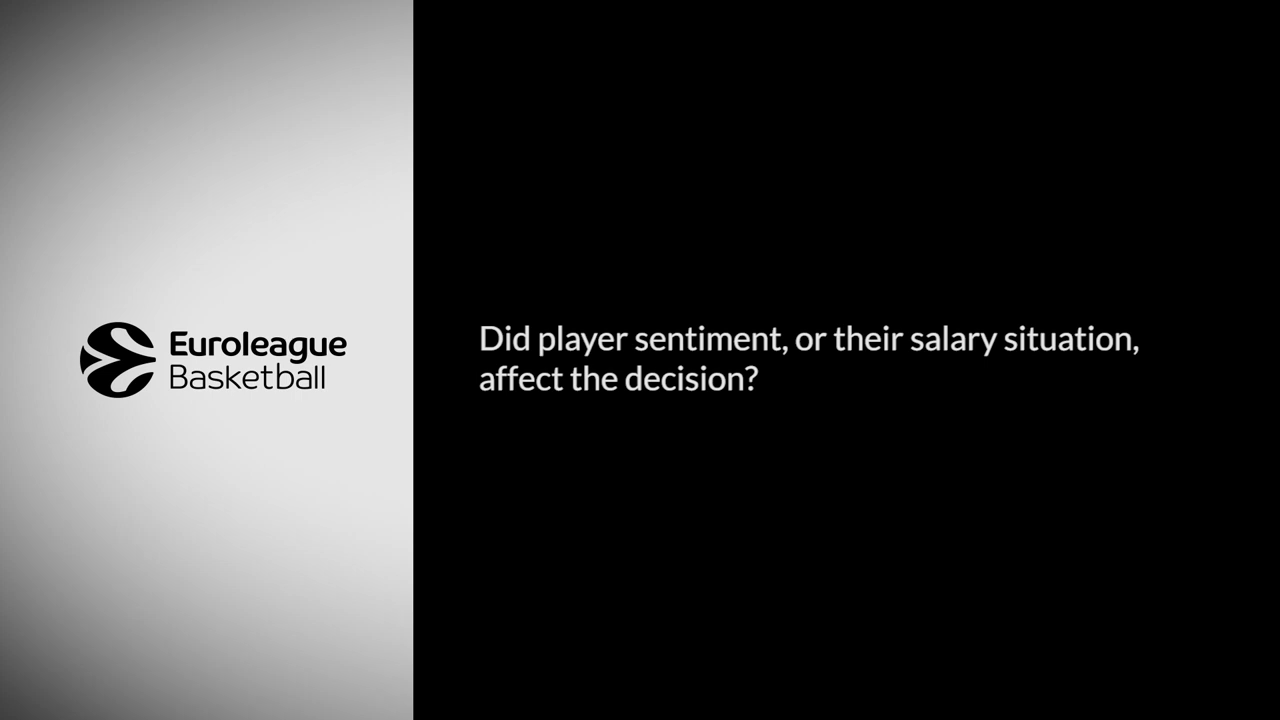 Euroleague
Basketball
Did player sentiment, or their salary situation,
affect the decision?